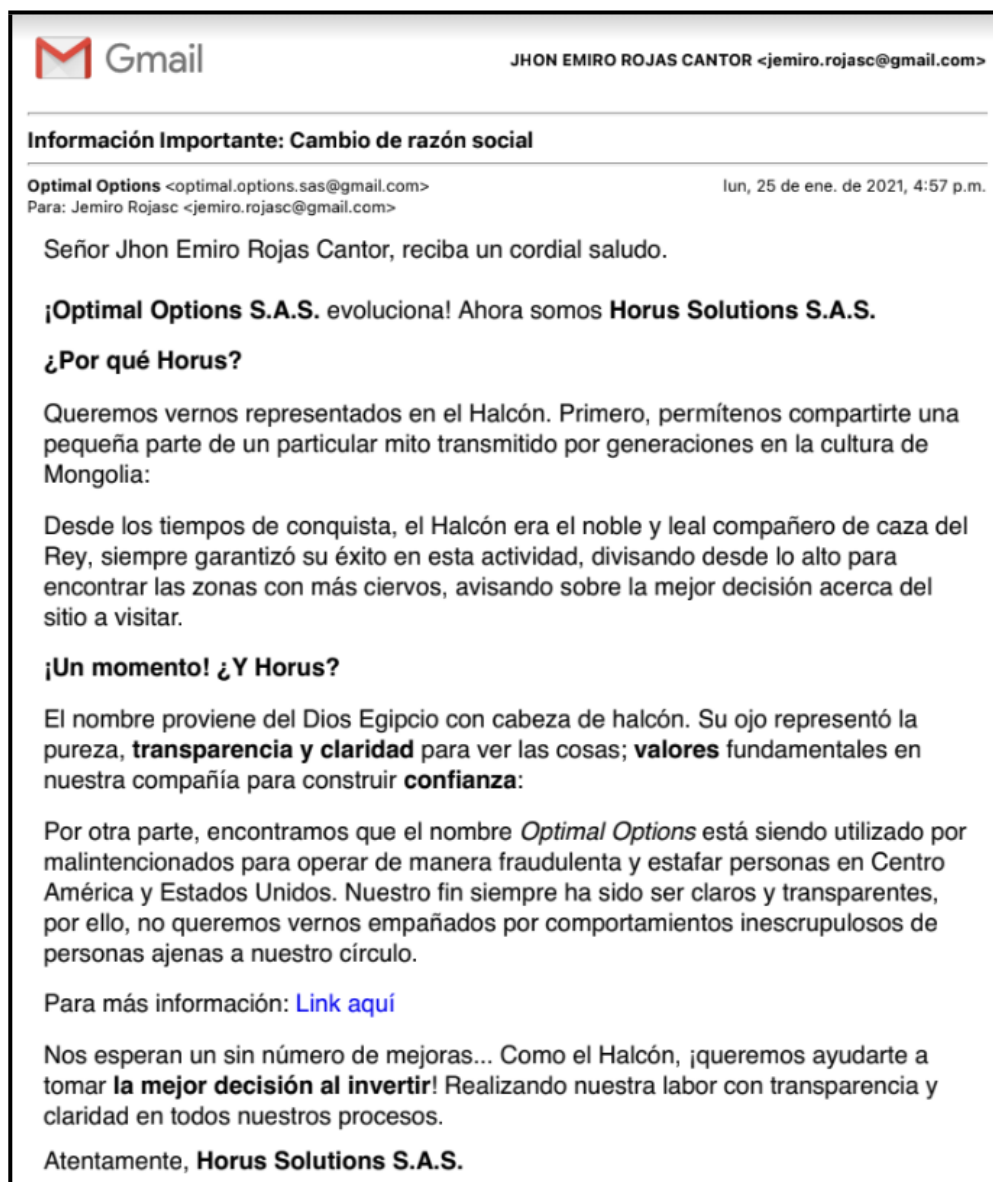 Gmail
JHON EMIRO ROJAS CANTOR <jemiro.rojasc@gmail.com>
Información Importante: Cambio de razón social
Optimal Options <optimal.options.sas@gmail.com>
lun, 25 de ene. de 2021, 4:57 p.m.
Para: Jemiro Rojasc <jemiro.rojasc@gmail.com>
Señor Jhon Emiro Rojas Cantor, reciba un cordial saludo.
¡Optimal Options S.A.S. evoluciona! Ahora somos Horus Solutions S.A.S.
¿Por qué Horus?
Queremos vernos representados en el Halcón. Primero, permítenos compartirte una
pequeña parte de un particular mito transmitido por generaciones en la cultura de
Mongolia:
Desde los tiempos de conquista, el Halcón era el noble y leal compañero de caza del
Rey, siempre garantizó su éxito en esta actividad, divisando desde lo alto para
encontrar las zonas con más ciervos, avisando sobre la mejor decisión acerca del
sitio a visitar.
¡Un momento! ¿Y Horus?
El nombre proviene del Dios Egipcio con cabeza de halcón. Su ojo representó la
pureza, transparencia y claridad para ver las cosas; valores fundamentales en
nuestra compañía para construir confianza:
Por otra parte, encontramos que el nombre Optimal Options está siendo utilizado por
malintencionados para operar de manera fraudulenta y estafar personas en Centro
América y Estados Unidos. Nuestro fin siempre ha sido ser claros y transparentes,
por ello, no queremos vernos empañados por comportamientos inescrupulosos de
personas ajenas a nuestro círculo.
Para más información: Link aquí
Nos esperan un sin número de mejoras... Como el Halcón, ¡queremos ayudarte a
tomar la mejor decisión al invertir! Realizando nuestra labor con transparencia y
claridad en todos nuestros procesos.
Atentamente, Horus Solutions S.A.S.